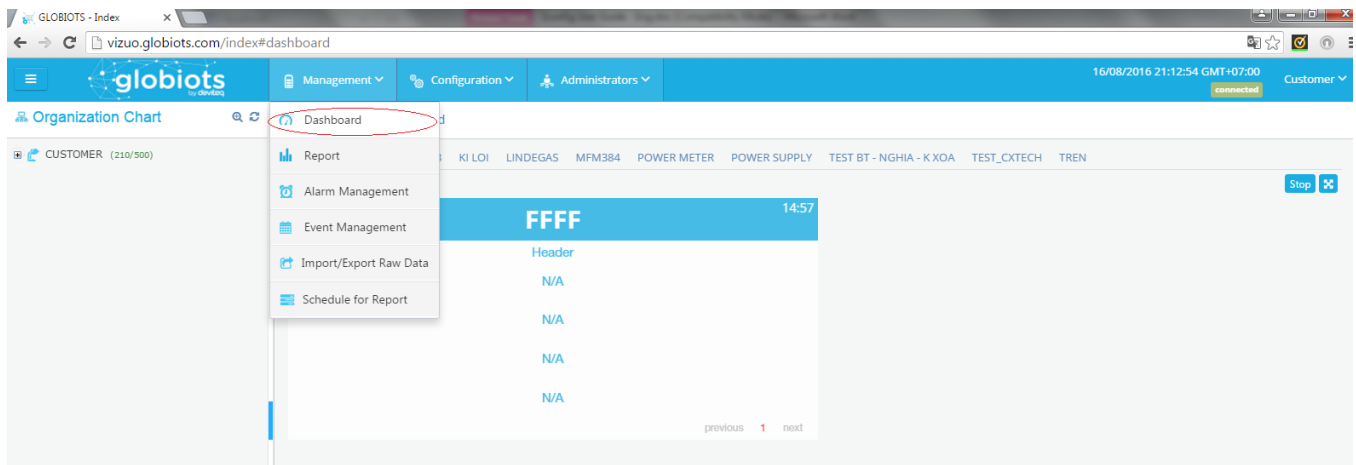 GLOBIOTS - Index
vizuo.globiots.com/index#dashboard
globiots
by deviteq
Management
Configuration
Administrators
16/08/2016 21:12:54 GMT+07:00
connected
Customer
Organization Chart
Dashboard
CUSTOMER (210/500)
Report
KI LOI LINDEGAS MFM384 POWER METER POWER SUPPLY TEST BT - NGHIA - K XOA TEST_CXTECH TREN
Stop
Alarm Management
14:57
FFFF
Event Management
Header
Import/Export Raw Data
N/A
Schedule for Report
N/A
N/A
N/A
previous 1 next